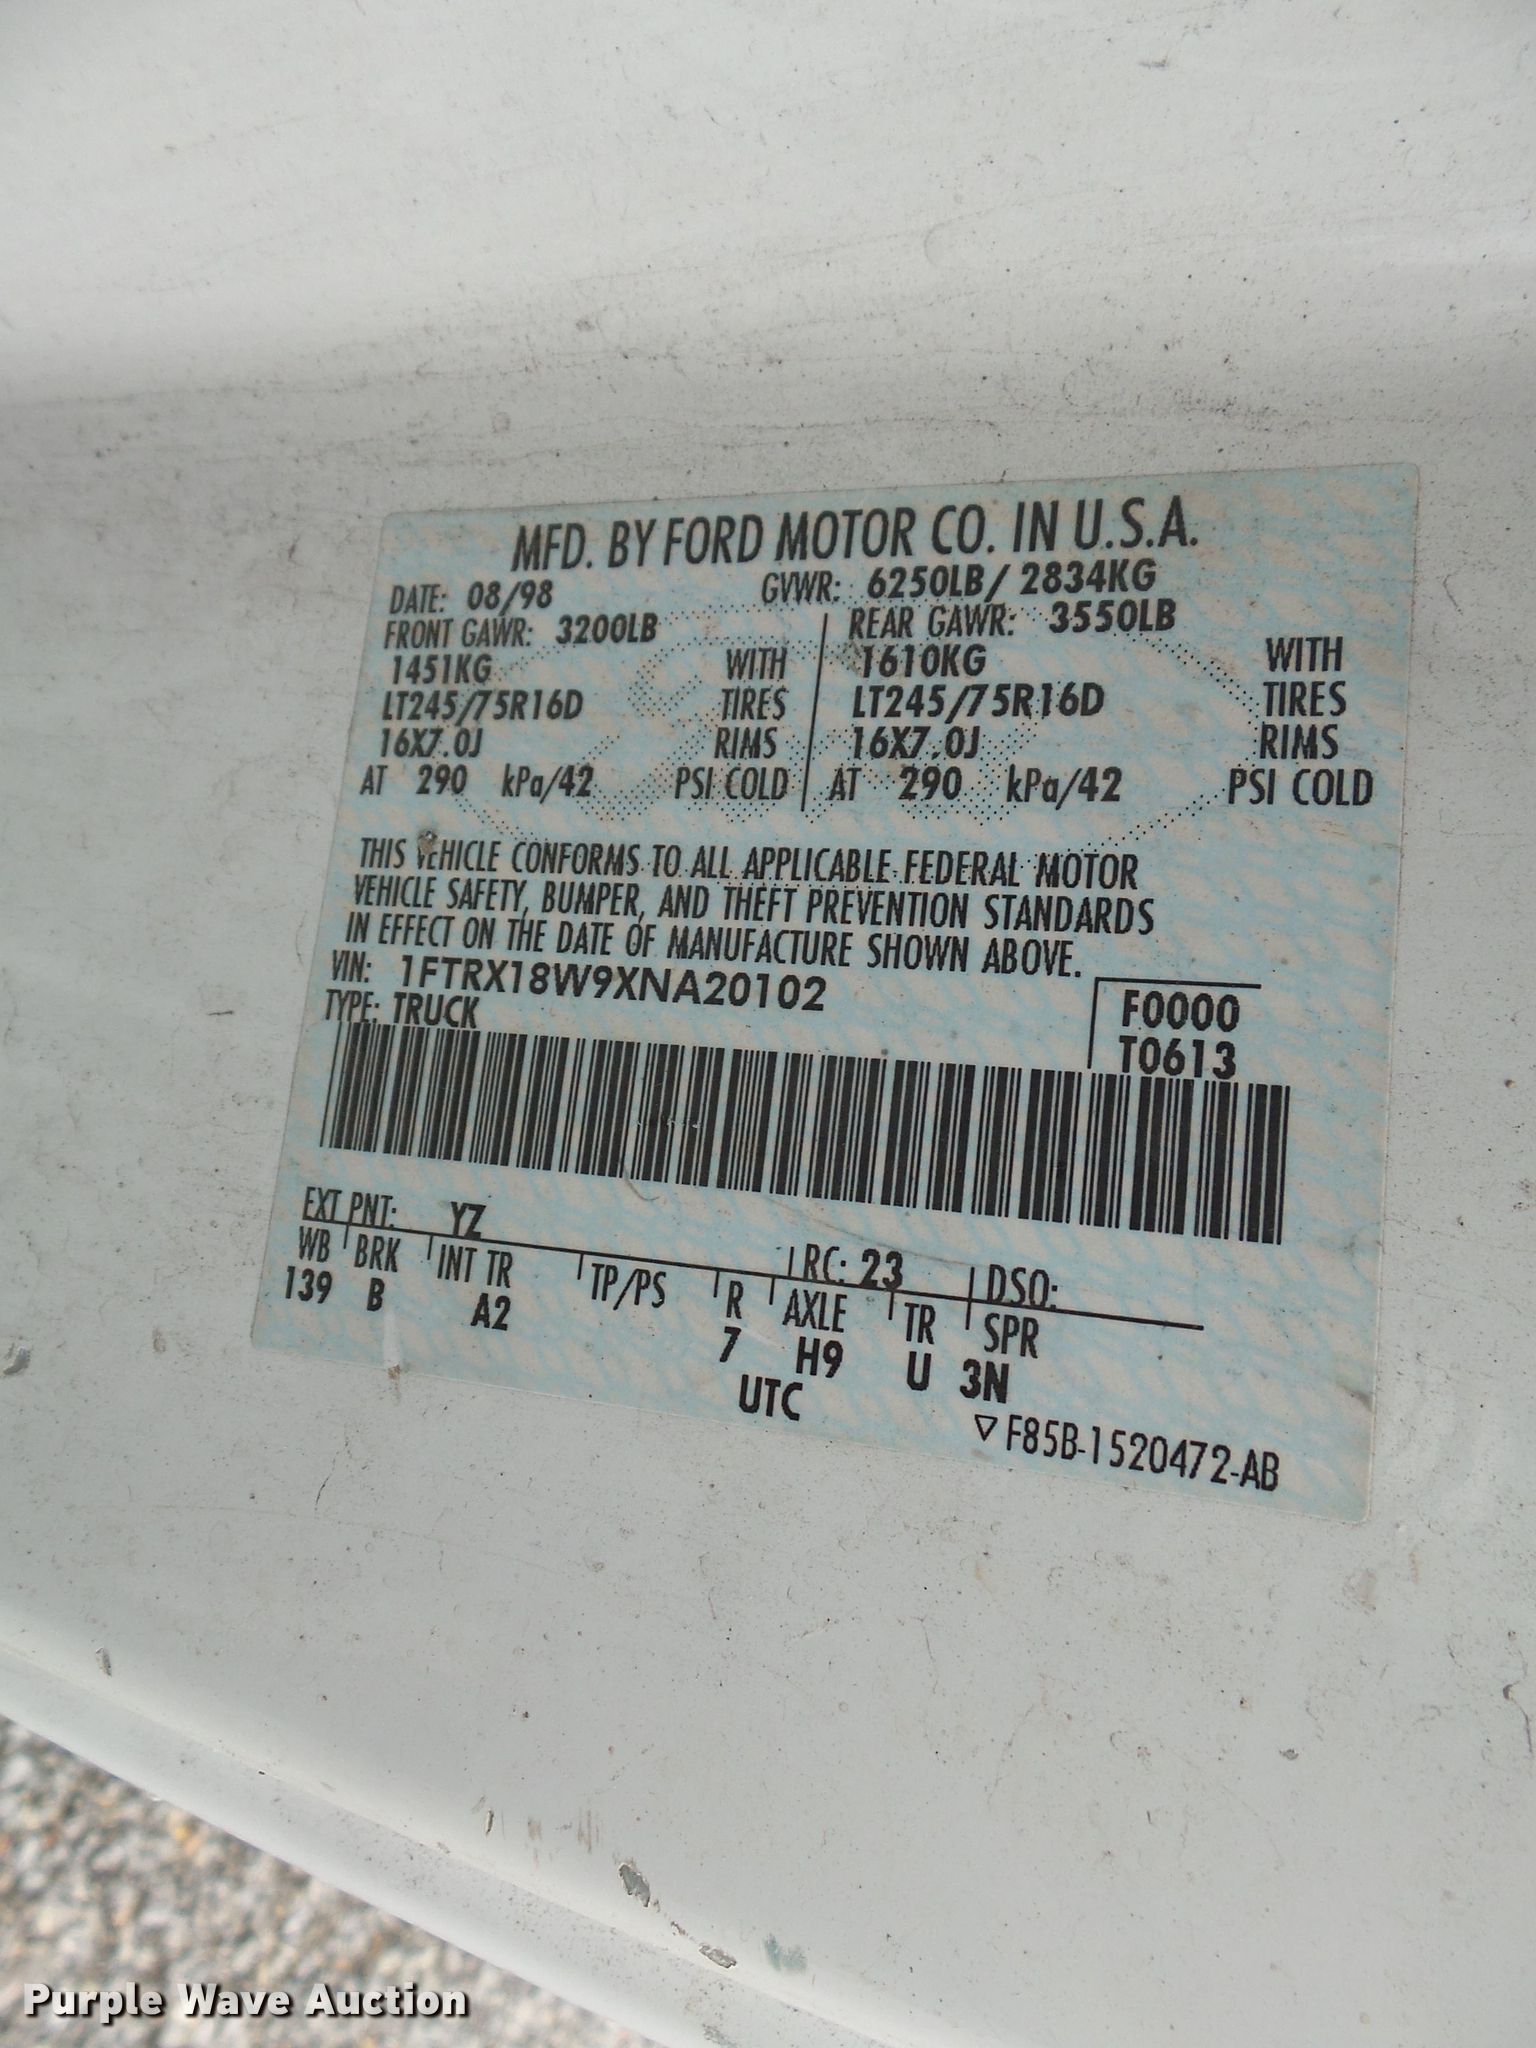 MFD. BY FORD MOTOR CO. IN U.S.A.
DATE: 08/98 GVWR: 6250LB/ 2834KG
FRONT GAWR: 3200LB REAR GAWR: 3550LB
1451KG WITH 1610KG WITH
LT245/75R16D TIRES LT245/75R16D TIRES
16X7.0J RIMS 16X7.0J RIMS
AT 290 kPa/42 PSI COLD AT 290 kPa/42 PSI COLD
THIS VEHICLE CONFORMS TO ALL APPLICABLE FEDERAL MOTOR
VEHICLE SAFETY, BUMPER, AND THEFT PREVENTION STANDARDS
IN EFFECT ON THE DATE OF MANUFACTURE SHOWN ABOVE.
VIN: 1FTRX18W9XNA20102 F0000
TYPE: TRUCK T0613
EXT PNT: YZ RC: 23 DSO:
WB BRK INT TR TP/PS R AXLE TR SPR
139 B A2 7 H9 U 3N
UTC
▽ F85B-1520472-AB
Purple Wave Auction